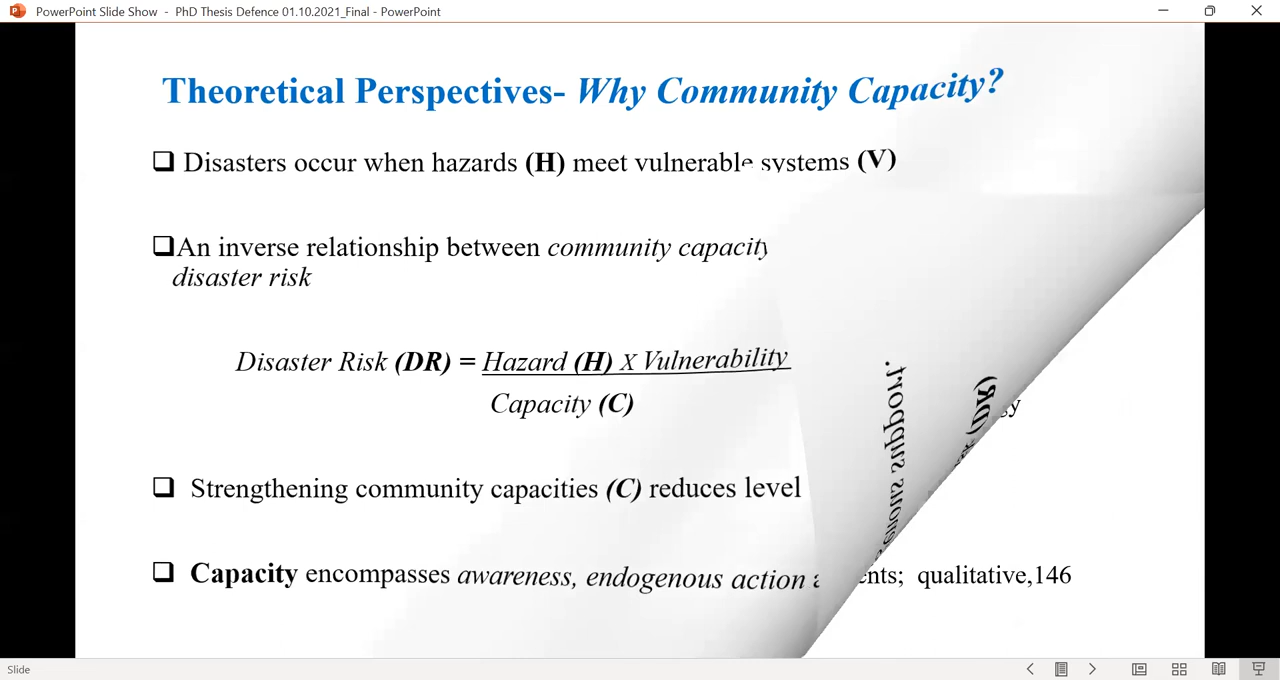 PowerPoint Slide Show - PhD Thesis Defence 01.10.2021_Final - PowerPoint
Theoretical Perspectives- Why Community Capacity?
❑ Disasters occur when hazards (H) meet vulnerable systems (V)
❑An inverse relationship between community capacity
disaster risk
Disaster Risk (DR) = Hazard (H) X Vulnerability
Capacity (C)
(DR)
support.
❑ Strengthening community capacities (C) reduces level
❑ Capacity encompasses awareness, endogenous action
qualitative,146
Slide